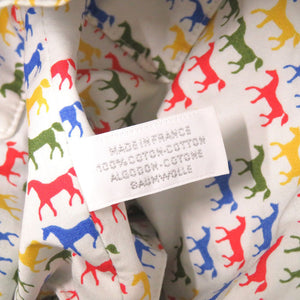 MADE IN FRANCE
100% COTON-COTTON
ALGODON-COTONE
BAUMWOLLE